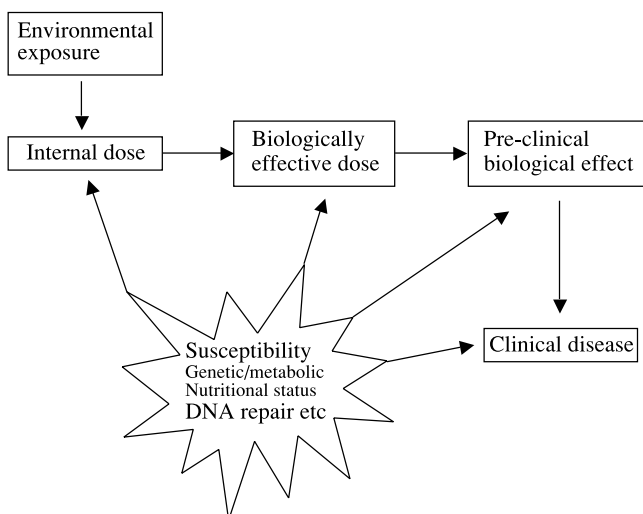 Environmental
exposure
Internal dose
Biologically
effective dose
Pre-clinical
biological effect
Susceptibility
Genetic/metabolic
Nutritional status
DNA repair etc
Clinical disease